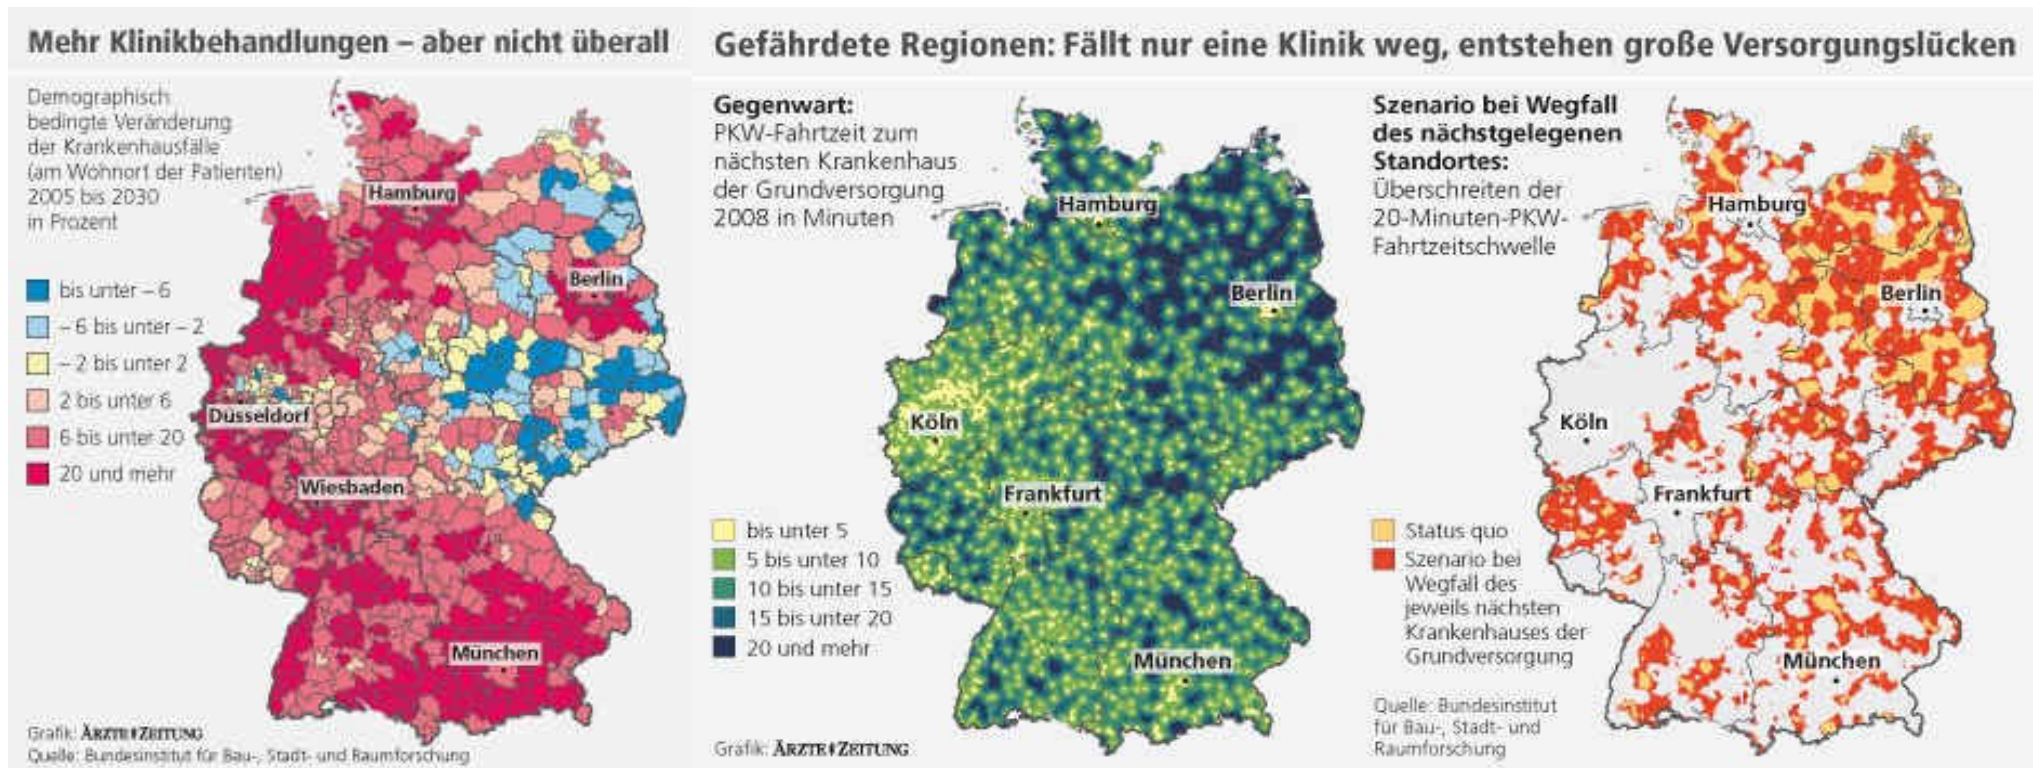 Mehr Klinikbehandlungen – aber nicht überall
Demographisch
bedingte Veränderung
der Krankenhausfälle
(am Wohnort der Patienten)
2005 bis 2030
in Prozent
bis unter – 6
– 6 bis unter – 2
– 2 bis unter 2
2 bis unter 6
6 bis unter 20
20 und mehr
Hamburg
Berlin
Düsseldorf
Wiesbaden
München
Grafik: ÄRZTE ZEITUNG
Quelle: Bundesinstitut für Bau-, Stadt- und Raumforschung
Gefährdete Regionen: Fällt nur eine Klinik weg, entstehen große Versorgungslücken
Gegenwart:
PKW-Fahrtzeit zum
nächsten Krankenhaus
der Grundversorgung
2008 in Minuten
Hamburg
Berlin
Köln
Frankfurt
München
bis unter 5
5 bis unter 10
10 bis unter 15
15 bis unter 20
20 und mehr
Grafik: ÄRZTE ZEITUNG
Szenario bei Wegfall
des nächstgelegenen
Standortes:
Überschreiten der
20-Minuten-PKW-
Fahrtzeitschwelle
Hamburg
Berlin
Köln
Frankfurt
München
Status quo
Szenario bei
Wegfall des
jeweils nächsten
Krankenhauses der
Grundversorgung
Quelle: Bundesinstitut
für Bau-, Stadt- und
Raumforschung